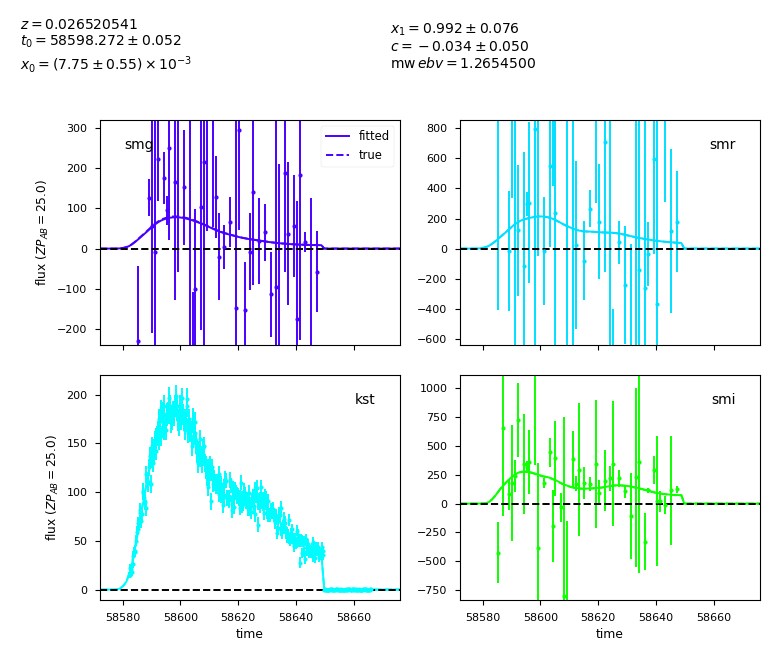 z = 0.026520541
t₀ = 58598.272 ± 0.052
x₀ = (7.75 ± 0.55) × 10⁻³
x₁ = 0.992 ± 0.076
c = −0.034 ± 0.050
mw ebv = 1.2654500
smg
fitted
true
300
200
100
0
−100
−200
flux (ZP_AB = 25.0)
smr
800
600
400
200
0
−200
−400
−600
kst
200
150
100
50
0
flux (ZP_AB = 25.0)
58580 58600 58620 58640 58660
time
smi
1000
750
500
250
0
−250
−500
−750
58580 58600 58620 58640 58660
time